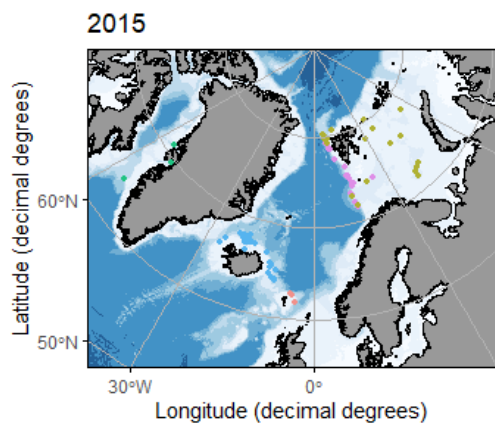 2015
Latitude (decimal degrees)
60°N
50°N
30°W
0°
Longitude (decimal degrees)